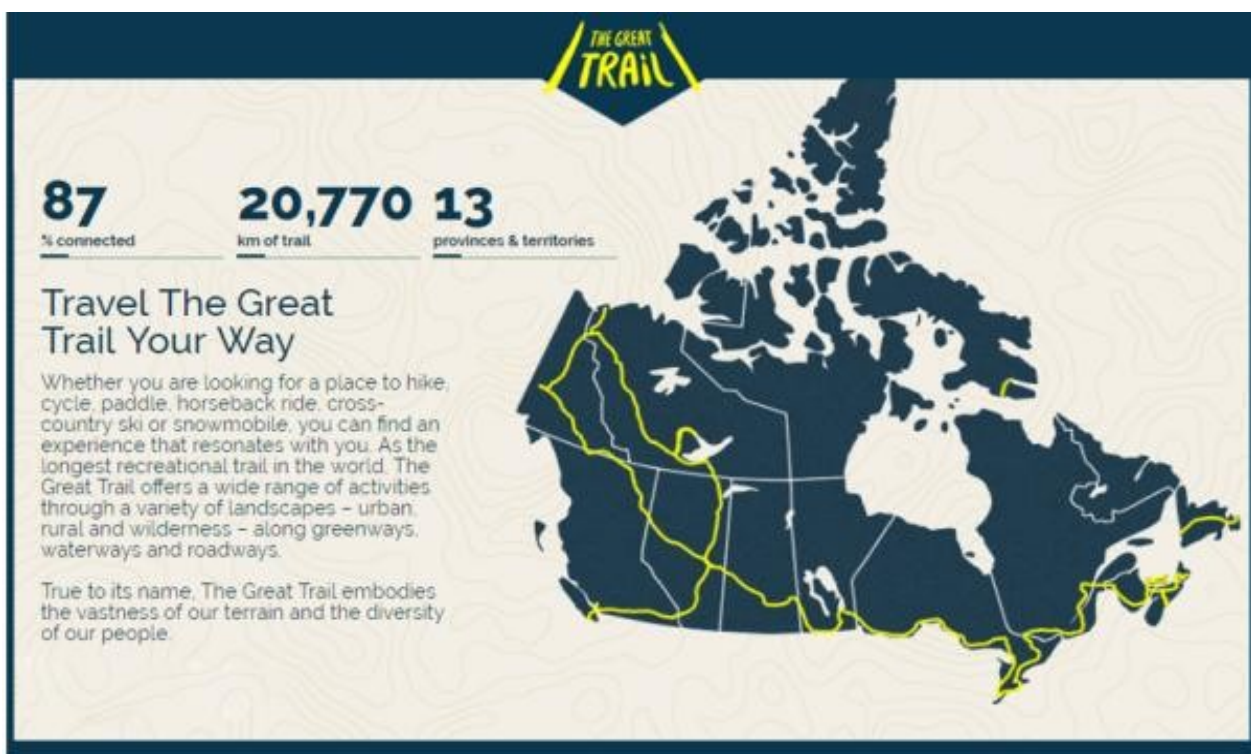 THE GREAT
TRAIL
87
% connected
20,770
km of trail
13
provinces & territories
Travel The Great
Trail Your Way
Whether you are looking for a place to hike,
cycle, paddle, horseback ride, cross-
country ski or snowmobile, you can find an
experience that resonates with you. As the
longest recreational trail in the world, The
Great Trail offers a wide range of activities
through a variety of landscapes – urban,
rural and wilderness – along greenways,
waterways and roadways.
True to its name, The Great Trail embodies
the vastness of our terrain and the diversity
of our people.